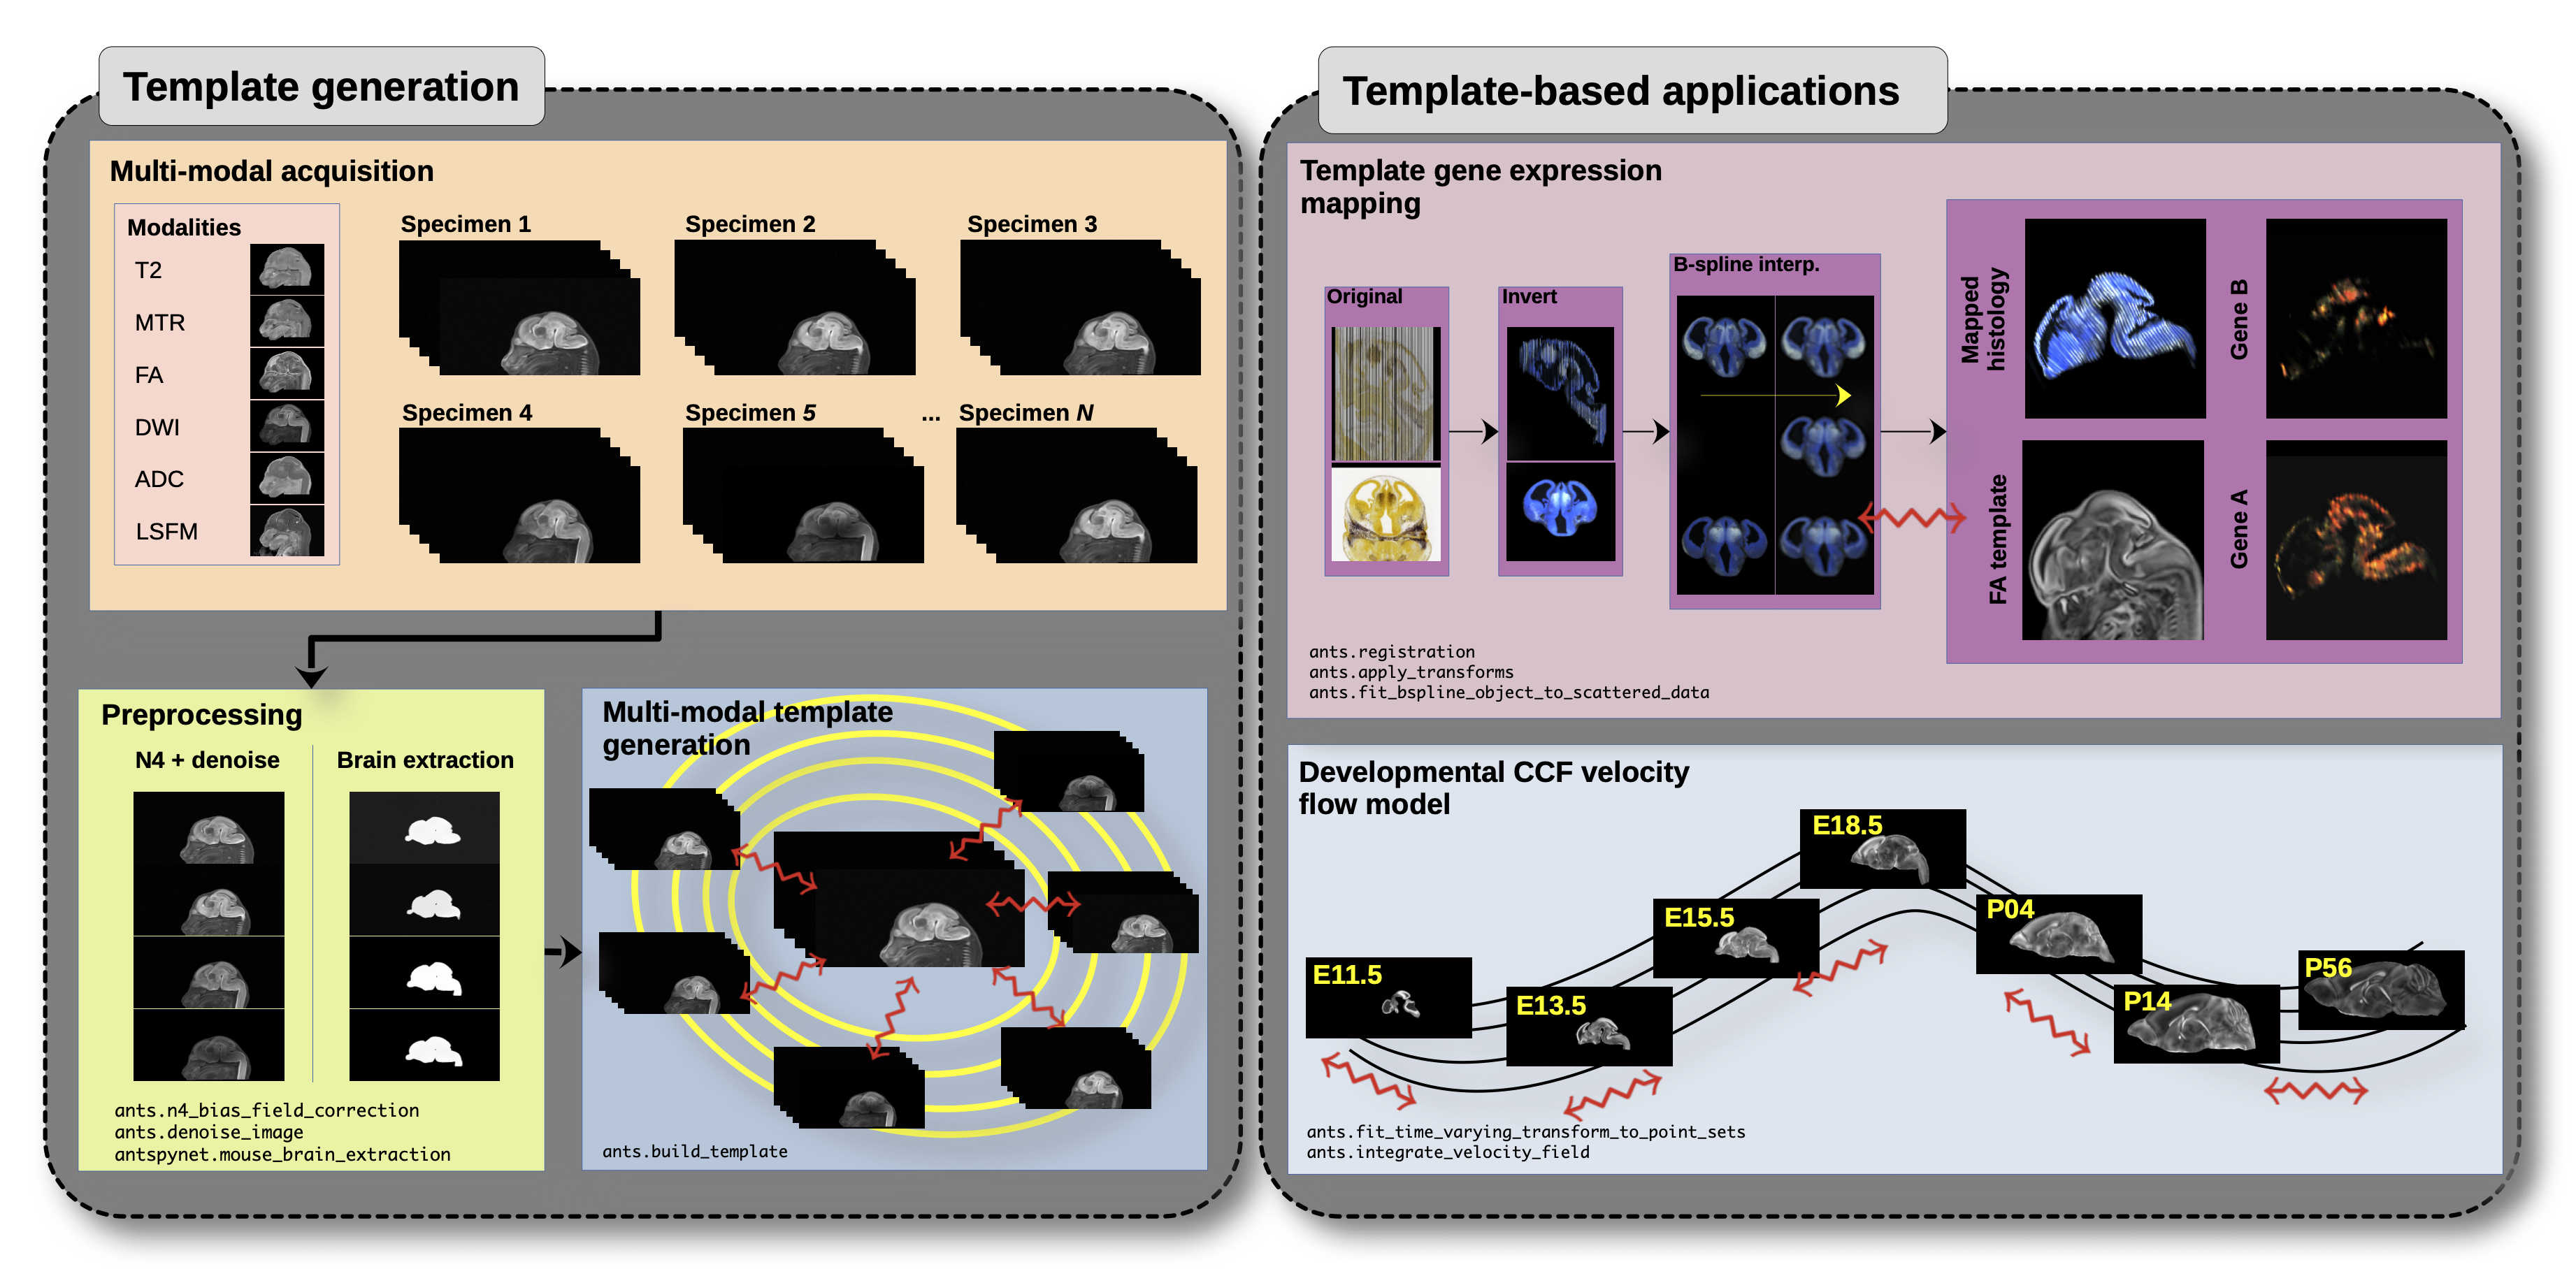 Template generation
Multi-modal acquisition
Modalities
T2
MTR
FA
DWI
ADC
LSFM
Specimen 1
Specimen 2
Specimen 3
Specimen 4
Specimen 5
...
Specimen N
Preprocessing
N4 + denoise
Brain extraction
ants.n4_bias_field_correction
ants.denoise_image
antspynet.mouse_brain_extraction
Multi-modal template
generation
ants.build_template
Template-based applications
Template gene expression
mapping
Original
Invert
B-spline interp.
Mapped
histology
Gene B
FA template
Gene A
ants.registration
ants.apply_transforms
ants.fit_bspline_object_to_scattered_data
Developmental CCF velocity
flow model
E11.5
E13.5
E15.5
E18.5
P04
P14
P56
ants.fit_time_varying_transform_to_point_sets
ants.integrate_velocity_field